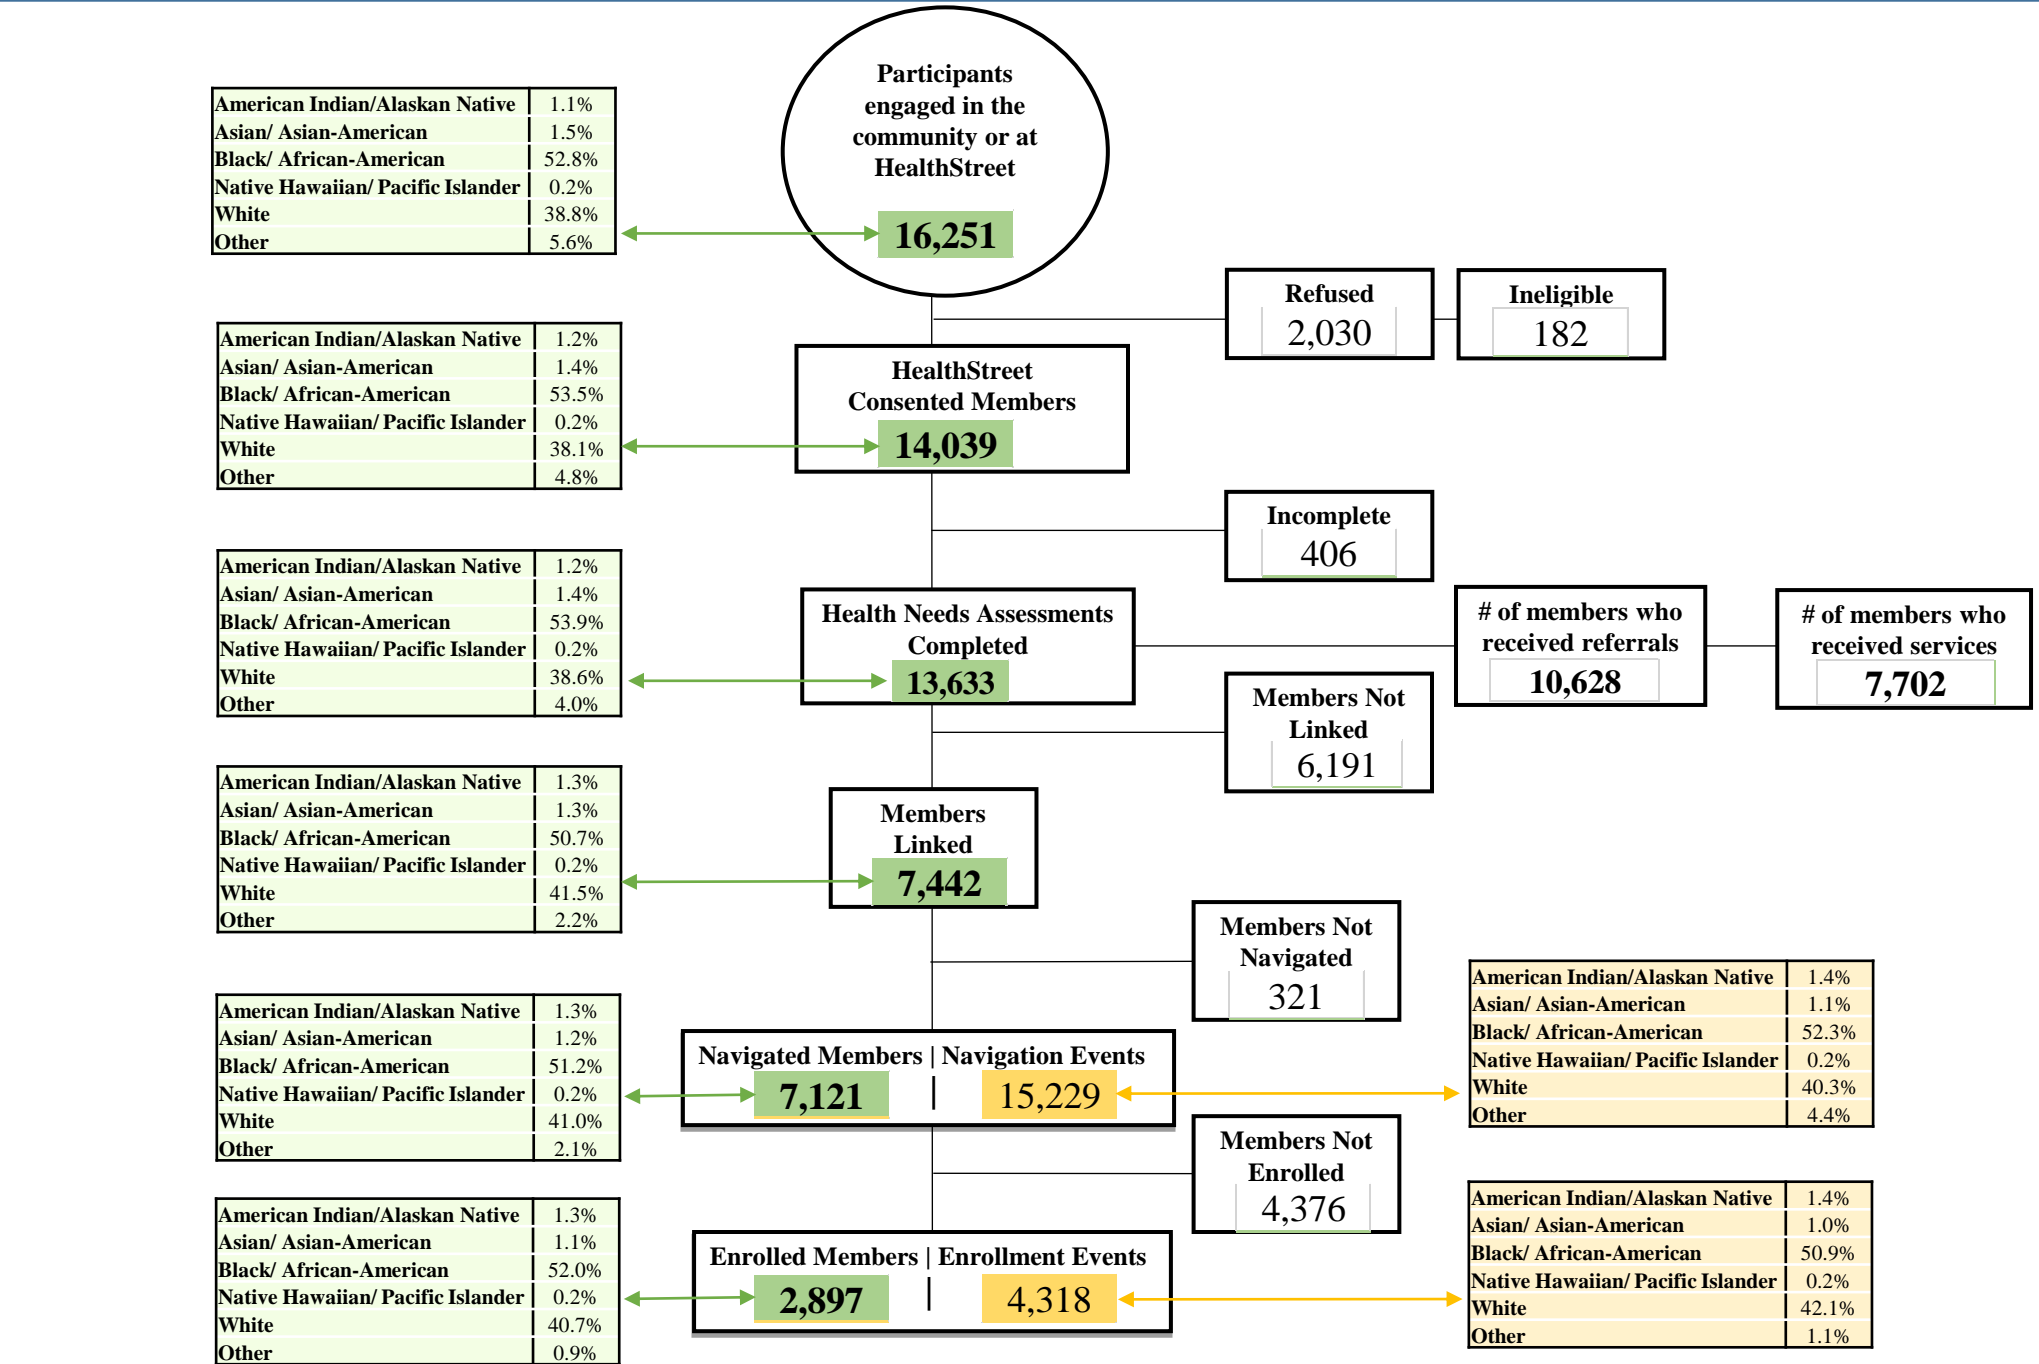 Participants
engaged in the
community or at
HealthStreet
16,251
American Indian/Alaskan Native 1.1%
Asian/ Asian-American 1.5%
Black/ African-American 52.8%
Native Hawaiian/ Pacific Islander 0.2%
White 38.8%
Other 5.6%
Refused
2,030
Ineligible
182
HealthStreet
Consented Members
14,039
American Indian/Alaskan Native 1.2%
Asian/ Asian-American 1.4%
Black/ African-American 53.5%
Native Hawaiian/ Pacific Islander 0.2%
White 38.1%
Other 4.8%
Incomplete
406
Health Needs Assessments
Completed
13,633
American Indian/Alaskan Native 1.2%
Asian/ Asian-American 1.4%
Black/ African-American 53.9%
Native Hawaiian/ Pacific Islander 0.2%
White 38.6%
Other 4.0%
# of members who
received referrals
10,628
# of members who
received services
7,702
Members Not
Linked
6,191
Members
Linked
7,442
American Indian/Alaskan Native 1.3%
Asian/ Asian-American 1.3%
Black/ African-American 50.7%
Native Hawaiian/ Pacific Islander 0.2%
White 41.5%
Other 2.2%
Members Not
Navigated
321
Navigated Members | Navigation Events
7,121 | 15,229
American Indian/Alaskan Native 1.3%
Asian/ Asian-American 1.2%
Black/ African-American 51.2%
Native Hawaiian/ Pacific Islander 0.2%
White 41.0%
Other 2.1%
American Indian/Alaskan Native 1.4%
Asian/ Asian-American 1.1%
Black/ African-American 52.3%
Native Hawaiian/ Pacific Islander 0.2%
White 40.3%
Other 4.4%
Members Not
Enrolled
4,376
Enrolled Members | Enrollment Events
2,897 | 4,318
American Indian/Alaskan Native 1.3%
Asian/ Asian-American 1.1%
Black/ African-American 52.0%
Native Hawaiian/ Pacific Islander 0.2%
White 40.7%
Other 0.9%
American Indian/Alaskan Native 1.4%
Asian/ Asian-American 1.0%
Black/ African-American 50.9%
Native Hawaiian/ Pacific Islander 0.2%
White 42.1%
Other 1.1%